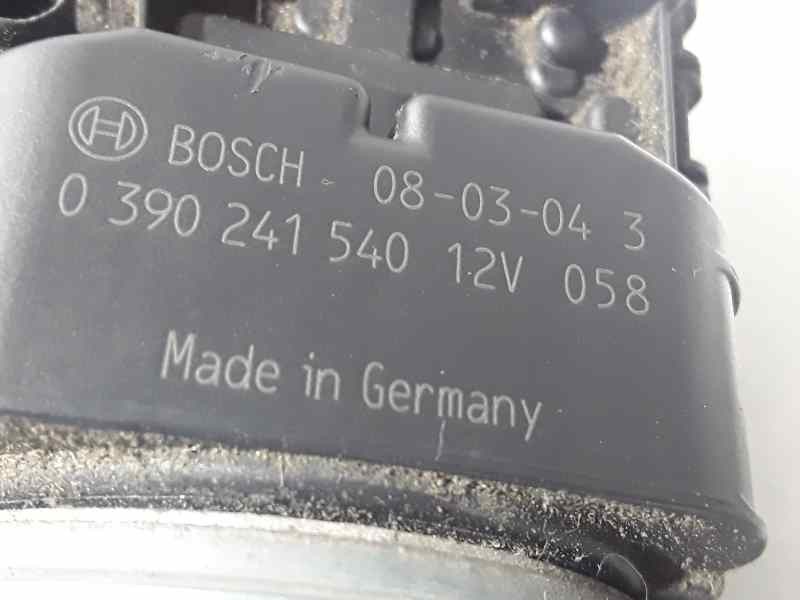 BOSCH 08-03-04 3
0 390 241 540 12V 058
Made in Germany